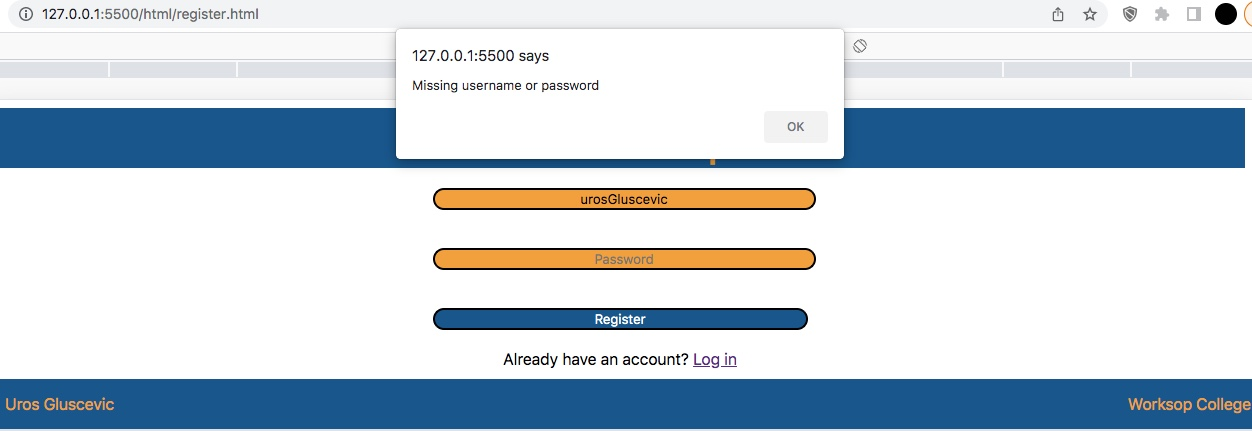 127.0.0.1:5500/html/register.html
127.0.0.1:5500 says
Missing username or password
OK
urosGluscevic
Password
Register
Already have an account? Log in
Uros Gluscevic
Worksop College